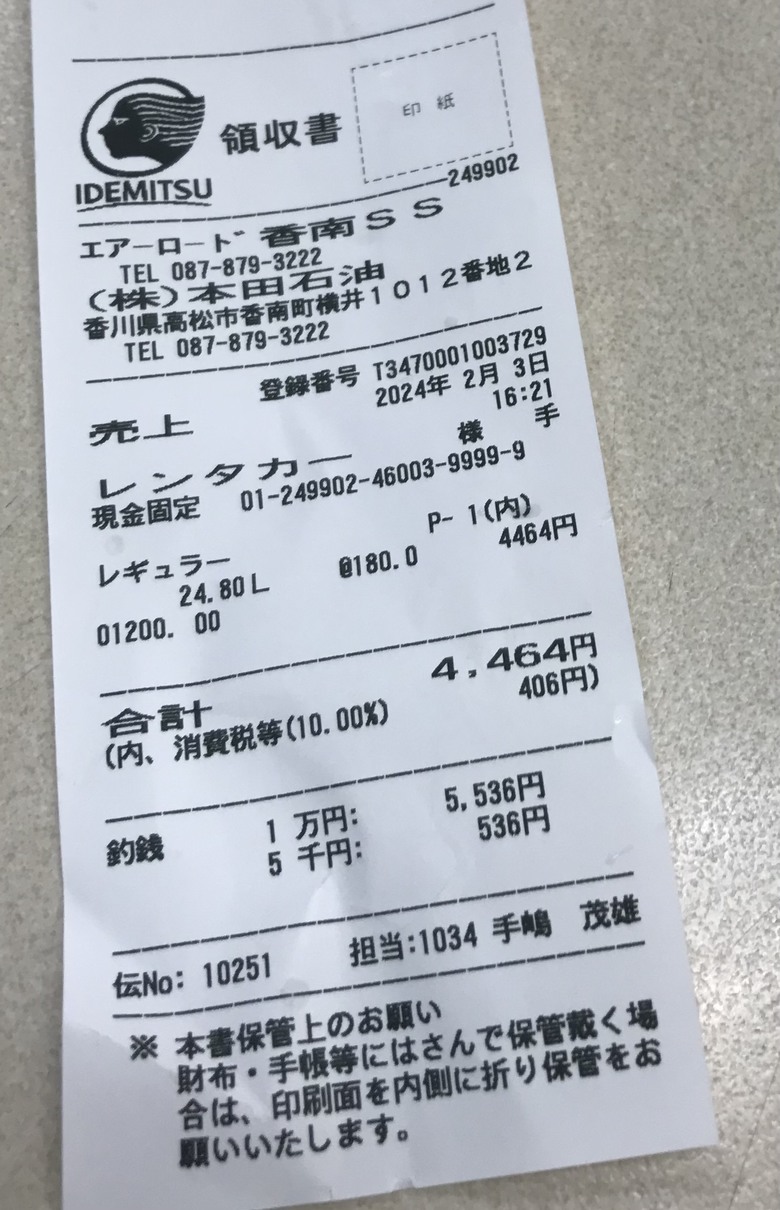 印 紙
領収書
IDEMITSU
249902
エアーロード 香南ＳＳ
TEL 087-879-3222
（株）本田石油
香川県高松市香南町横井１０１２番地２
TEL 087-879-3222
登録番号 T3470001003729
2024年 2月 3日
売上 16:21
様 手
レンタカー
現金固定 01-249902-46003-9999-9
P- 1(内)
レギュラー
24.80L @180.0 4464円
01200. 00
合計 4,464円
(内、消費税等(10.00%) 406円)
釣銭 1 万円: 5,536円
5 千円: 536円
伝No: 10251 担当:1034 手嶋 茂雄
※ 本書保管上のお願い
財布・手帳等にはさんで保管戴く場
合は、印刷面を内側に折り保管をお
願いいたします。